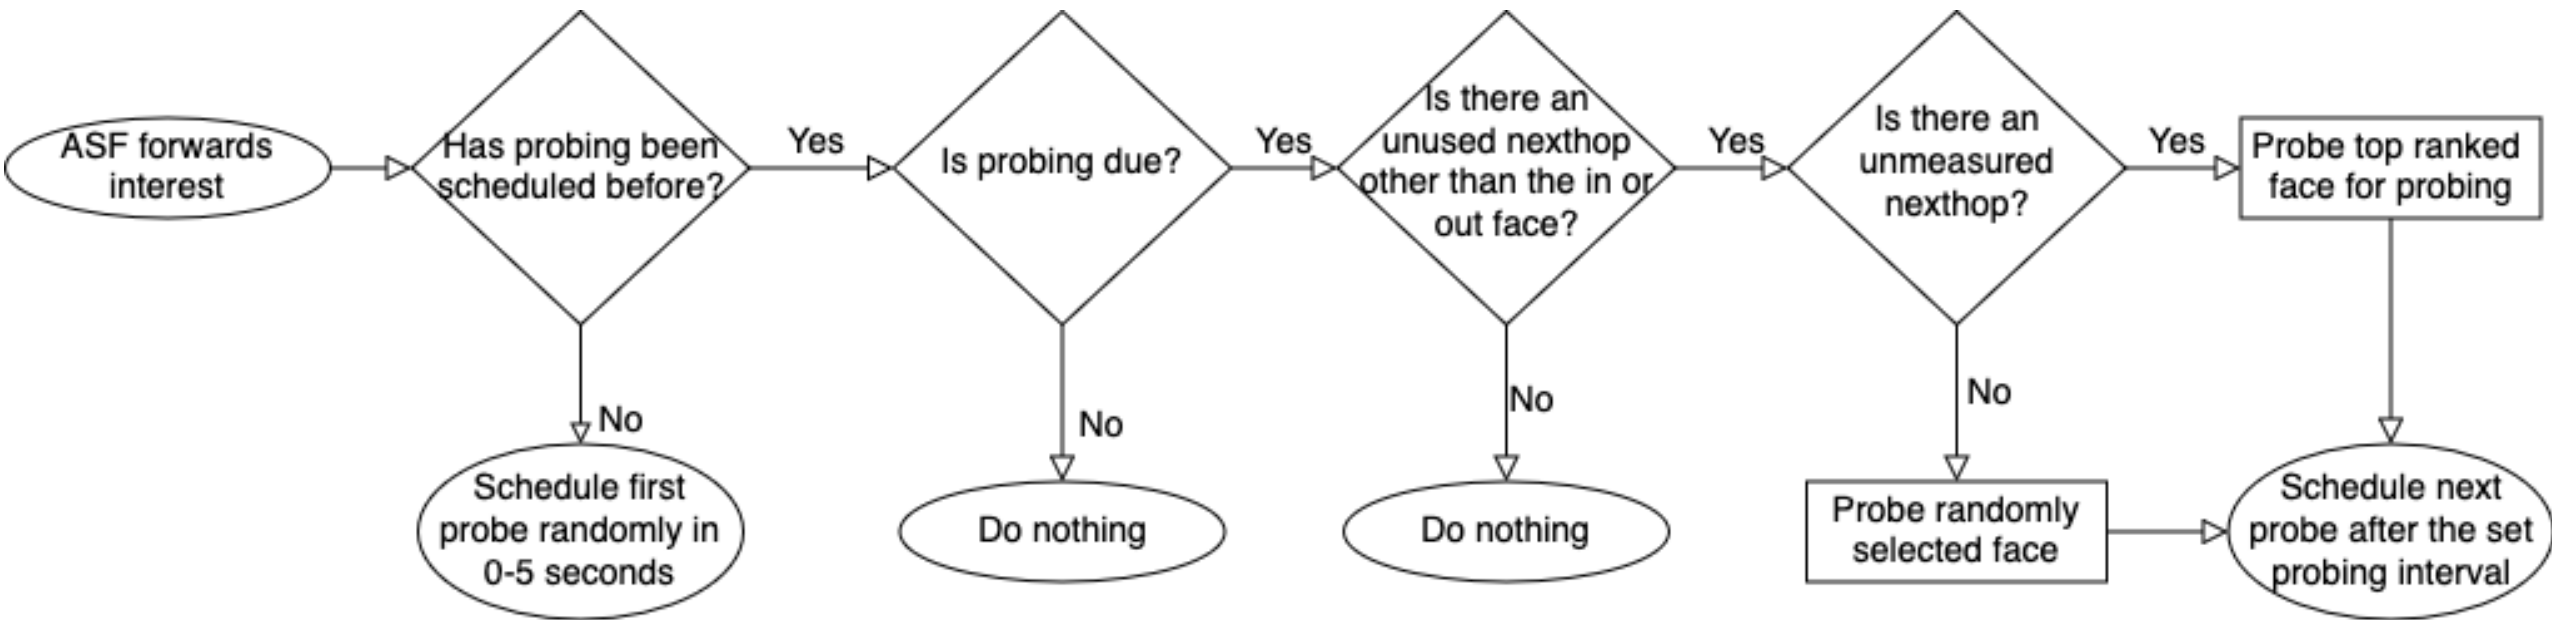 ASF forwards
interest
Has probing been
scheduled before?
Yes
No
Schedule first
probe randomly in
0-5 seconds
Is probing due?
Yes
No
Do nothing
Is there an
unused nexthop
other than the in or
out face?
Yes
No
Do nothing
Is there an
unmeasured
nexthop?
Yes
No
Probe randomly
selected face
Probe top ranked
face for probing
Schedule next
probe after the set
probing interval